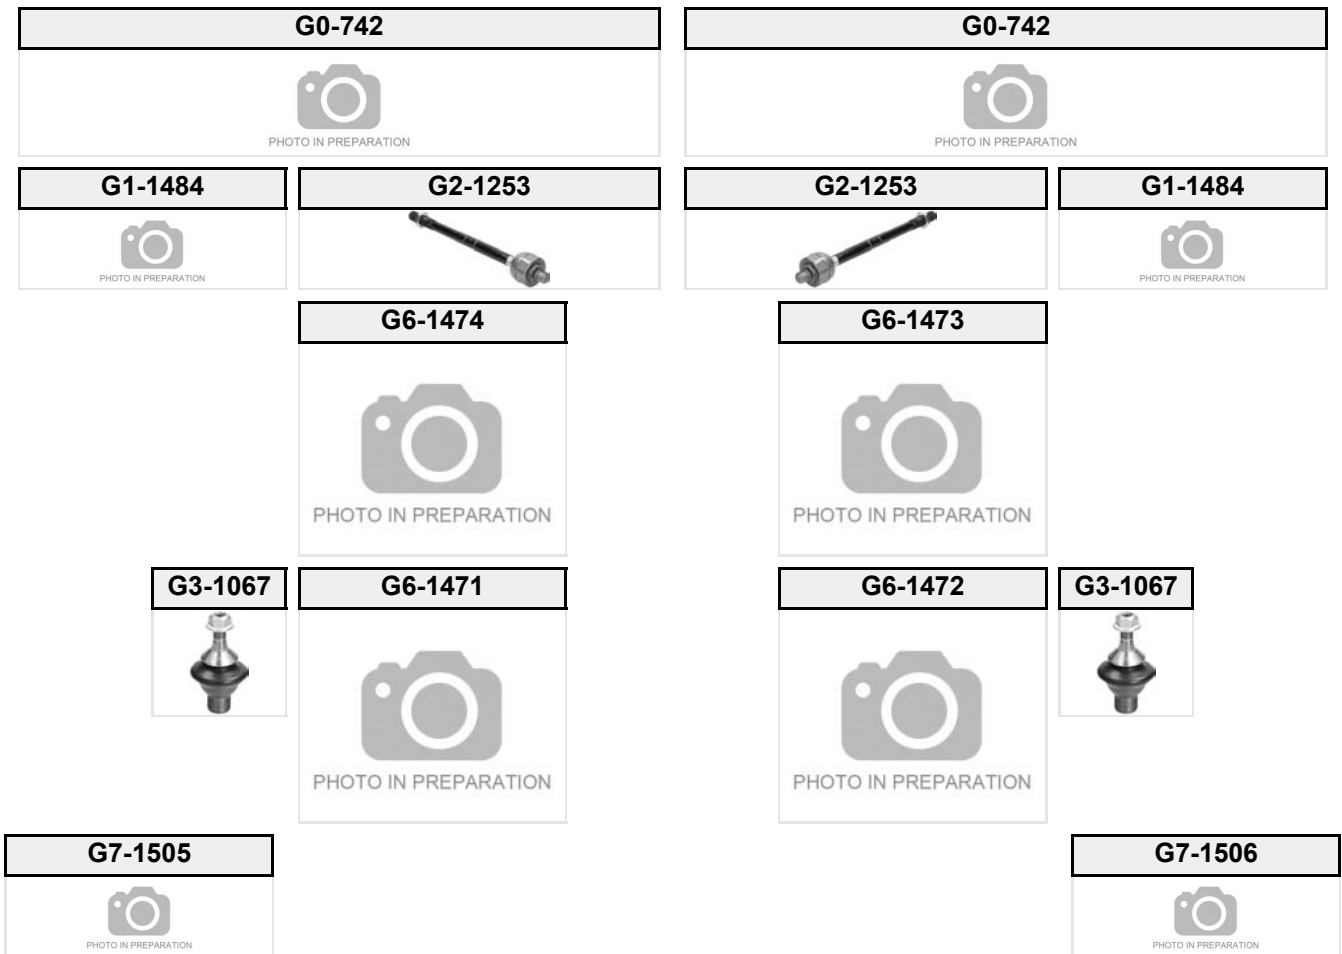 G0-742
G0-742
PHOTO IN PREPARATION
PHOTO IN PREPARATION
G1-1484
G2-1253
G2-1253
G1-1484
PHOTO IN PREPARATION
PHOTO IN PREPARATION
G6-1474
G6-1473
PHOTO IN PREPARATION
PHOTO IN PREPARATION
G3-1067
G6-1471
G6-1472
G3-1067
PHOTO IN PREPARATION
PHOTO IN PREPARATION
G7-1505
G7-1506
PHOTO IN PREPARATION
PHOTO IN PREPARATION